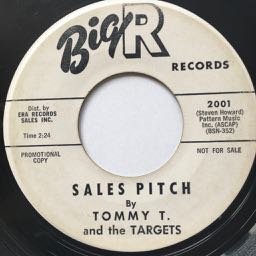 Big R
RECORDS
Dist. by
ERA RECORDS
SALES INC.
Time 2:24
PROMOTIONAL
COPY
2001
(Steven Howard)
Pattern Music
Inc. (ASCAP)
(BSN-352)
NOT FOR SALE
SALES PITCH
By
TOMMY T.
and the TARGETS